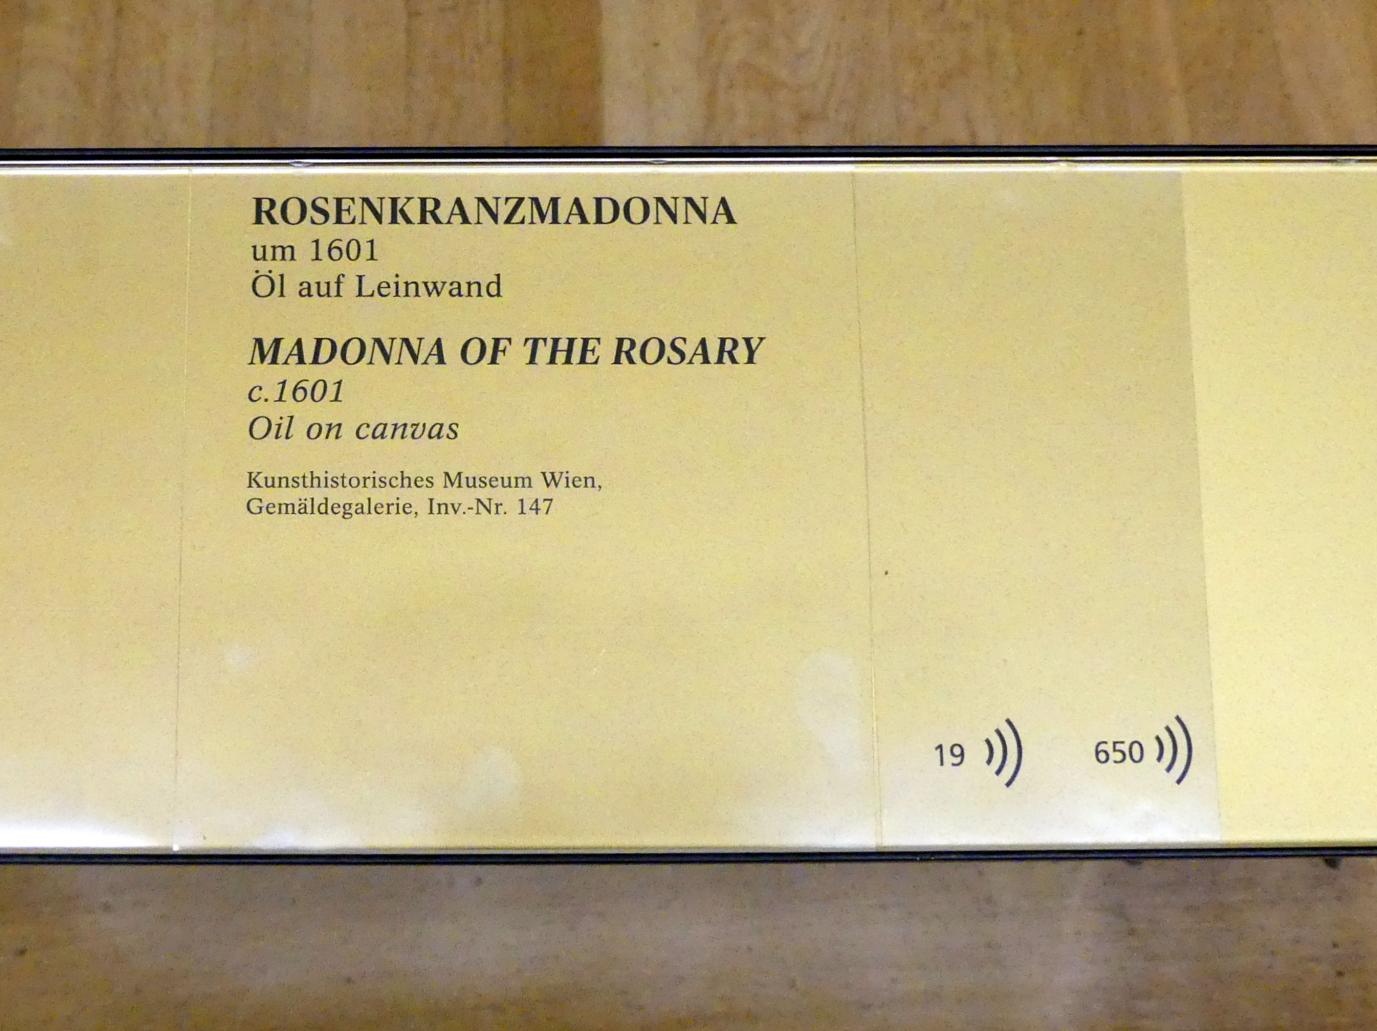 ROSENKRANZMADONNA
um 1601
Öl auf Leinwand
MADONNA OF THE ROSARY
c.1601
Oil on canvas
Kunsthistorisches Museum Wien,
Gemäldegalerie, Inv.-Nr. 147
19
650